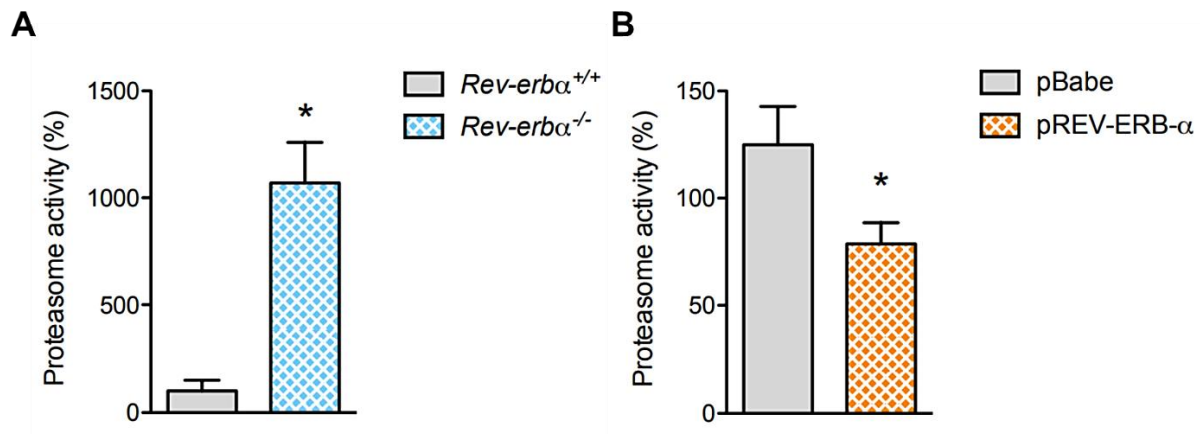 A
Proteasome activity (%)
1500
1000
500
0
*
Rev-erbα+/+
Rev-erbα-/-
B
Proteasome activity (%)
150
100
50
0
*
pBabe
pREV-ERB-α